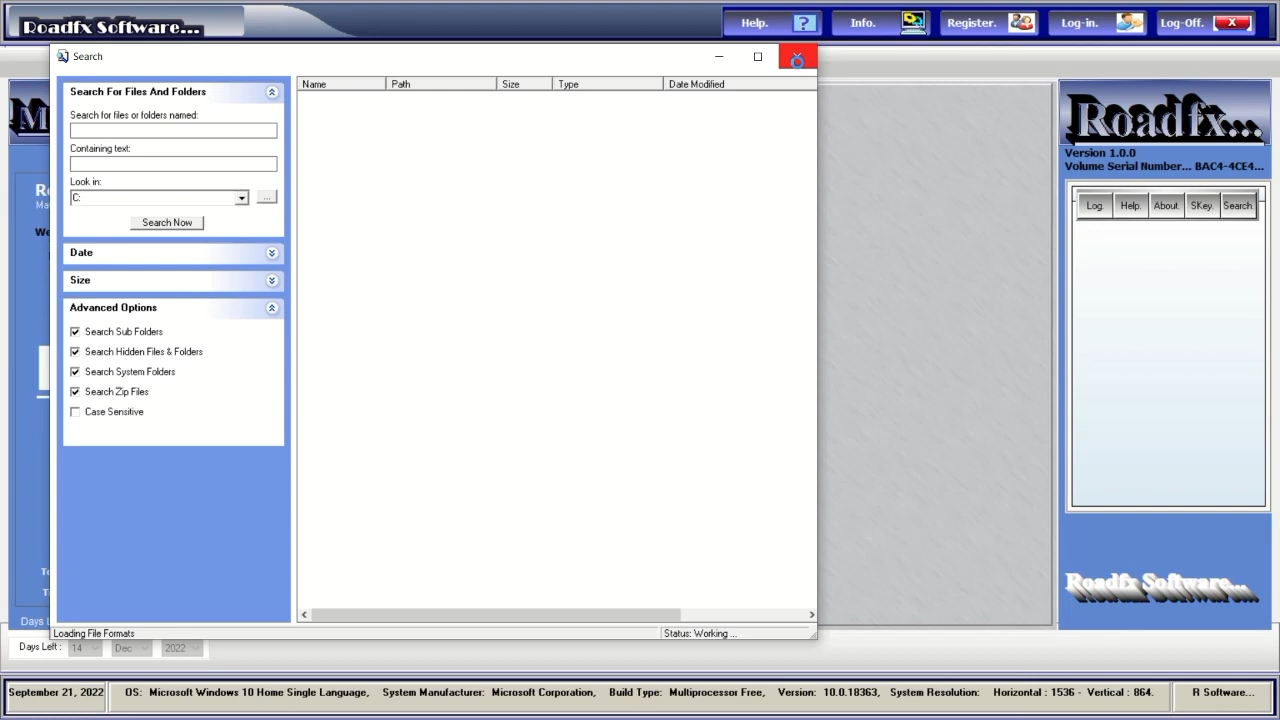 Roadfx Software...
Help.
Info.
Register.
Log-in.
Log-Off.
Search
Search For Files And Folders
Search for files or folders named:
Containing text:
Look in:
C:
...
Search Now
Date
Size
Advanced Options
Search Sub Folders
Search Hidden Files & Folders
Search System Folders
Search Zip Files
Case Sensitive
Name Path Size Type Date Modified
Loading File Formats
Status: Working ...
Roadfx...
Version 1.0.0
Volume Serial Number... BAC4-4CE4...
Log. Help. About. SKey. Search.
Roadfx Software...
Days Left : 14 Dec 2022
September 21, 2022
OS: Microsoft Windows 10 Home Single Language, System Manufacturer: Microsoft Corporation, Build Type: Multiprocessor Free, Version: 10.0.18363, System Resolution: Horizontal : 1536 - Vertical : 864.
R Software...